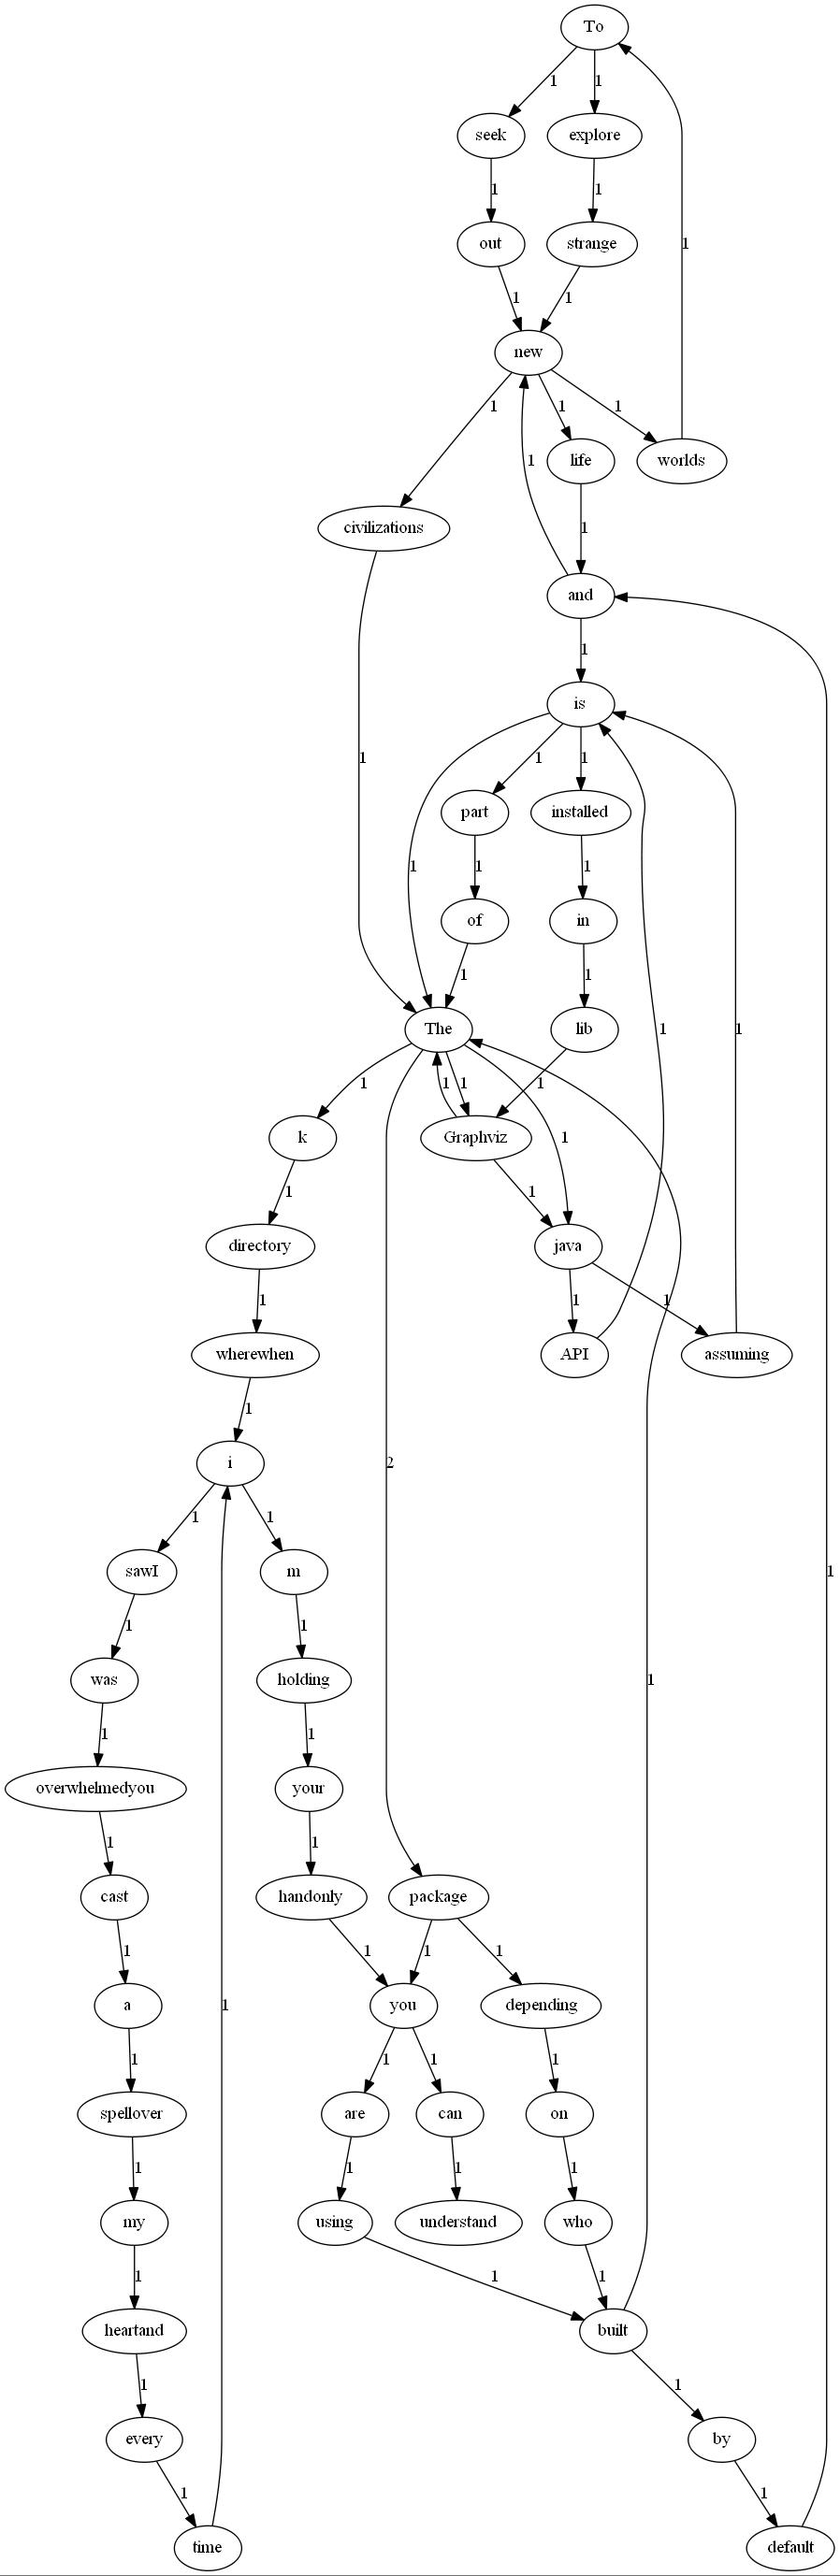 To
1 1
seek explore
1 1 1
out strange
1 1
new
1 1 1
1
life worlds
civilizations
1
and
1
is
1 1 1
part installed
1 1 1
of in
1 1
The lib
1 1 1 1
k Graphviz 1 1 1
1 1
directory java
1 1 1
wherewhen API assuming
1
i 2
1 1
sawI m 1
1 1
was holding 1
1 1
overwhelmedyou your
1 1
cast handonly package
1 1 1 1
a 1 you depending
1 1 1 1
spellover are can on
1 1 1 1
my using understand who
1 1 1
heartand built
1 1
every by
1 1
time default